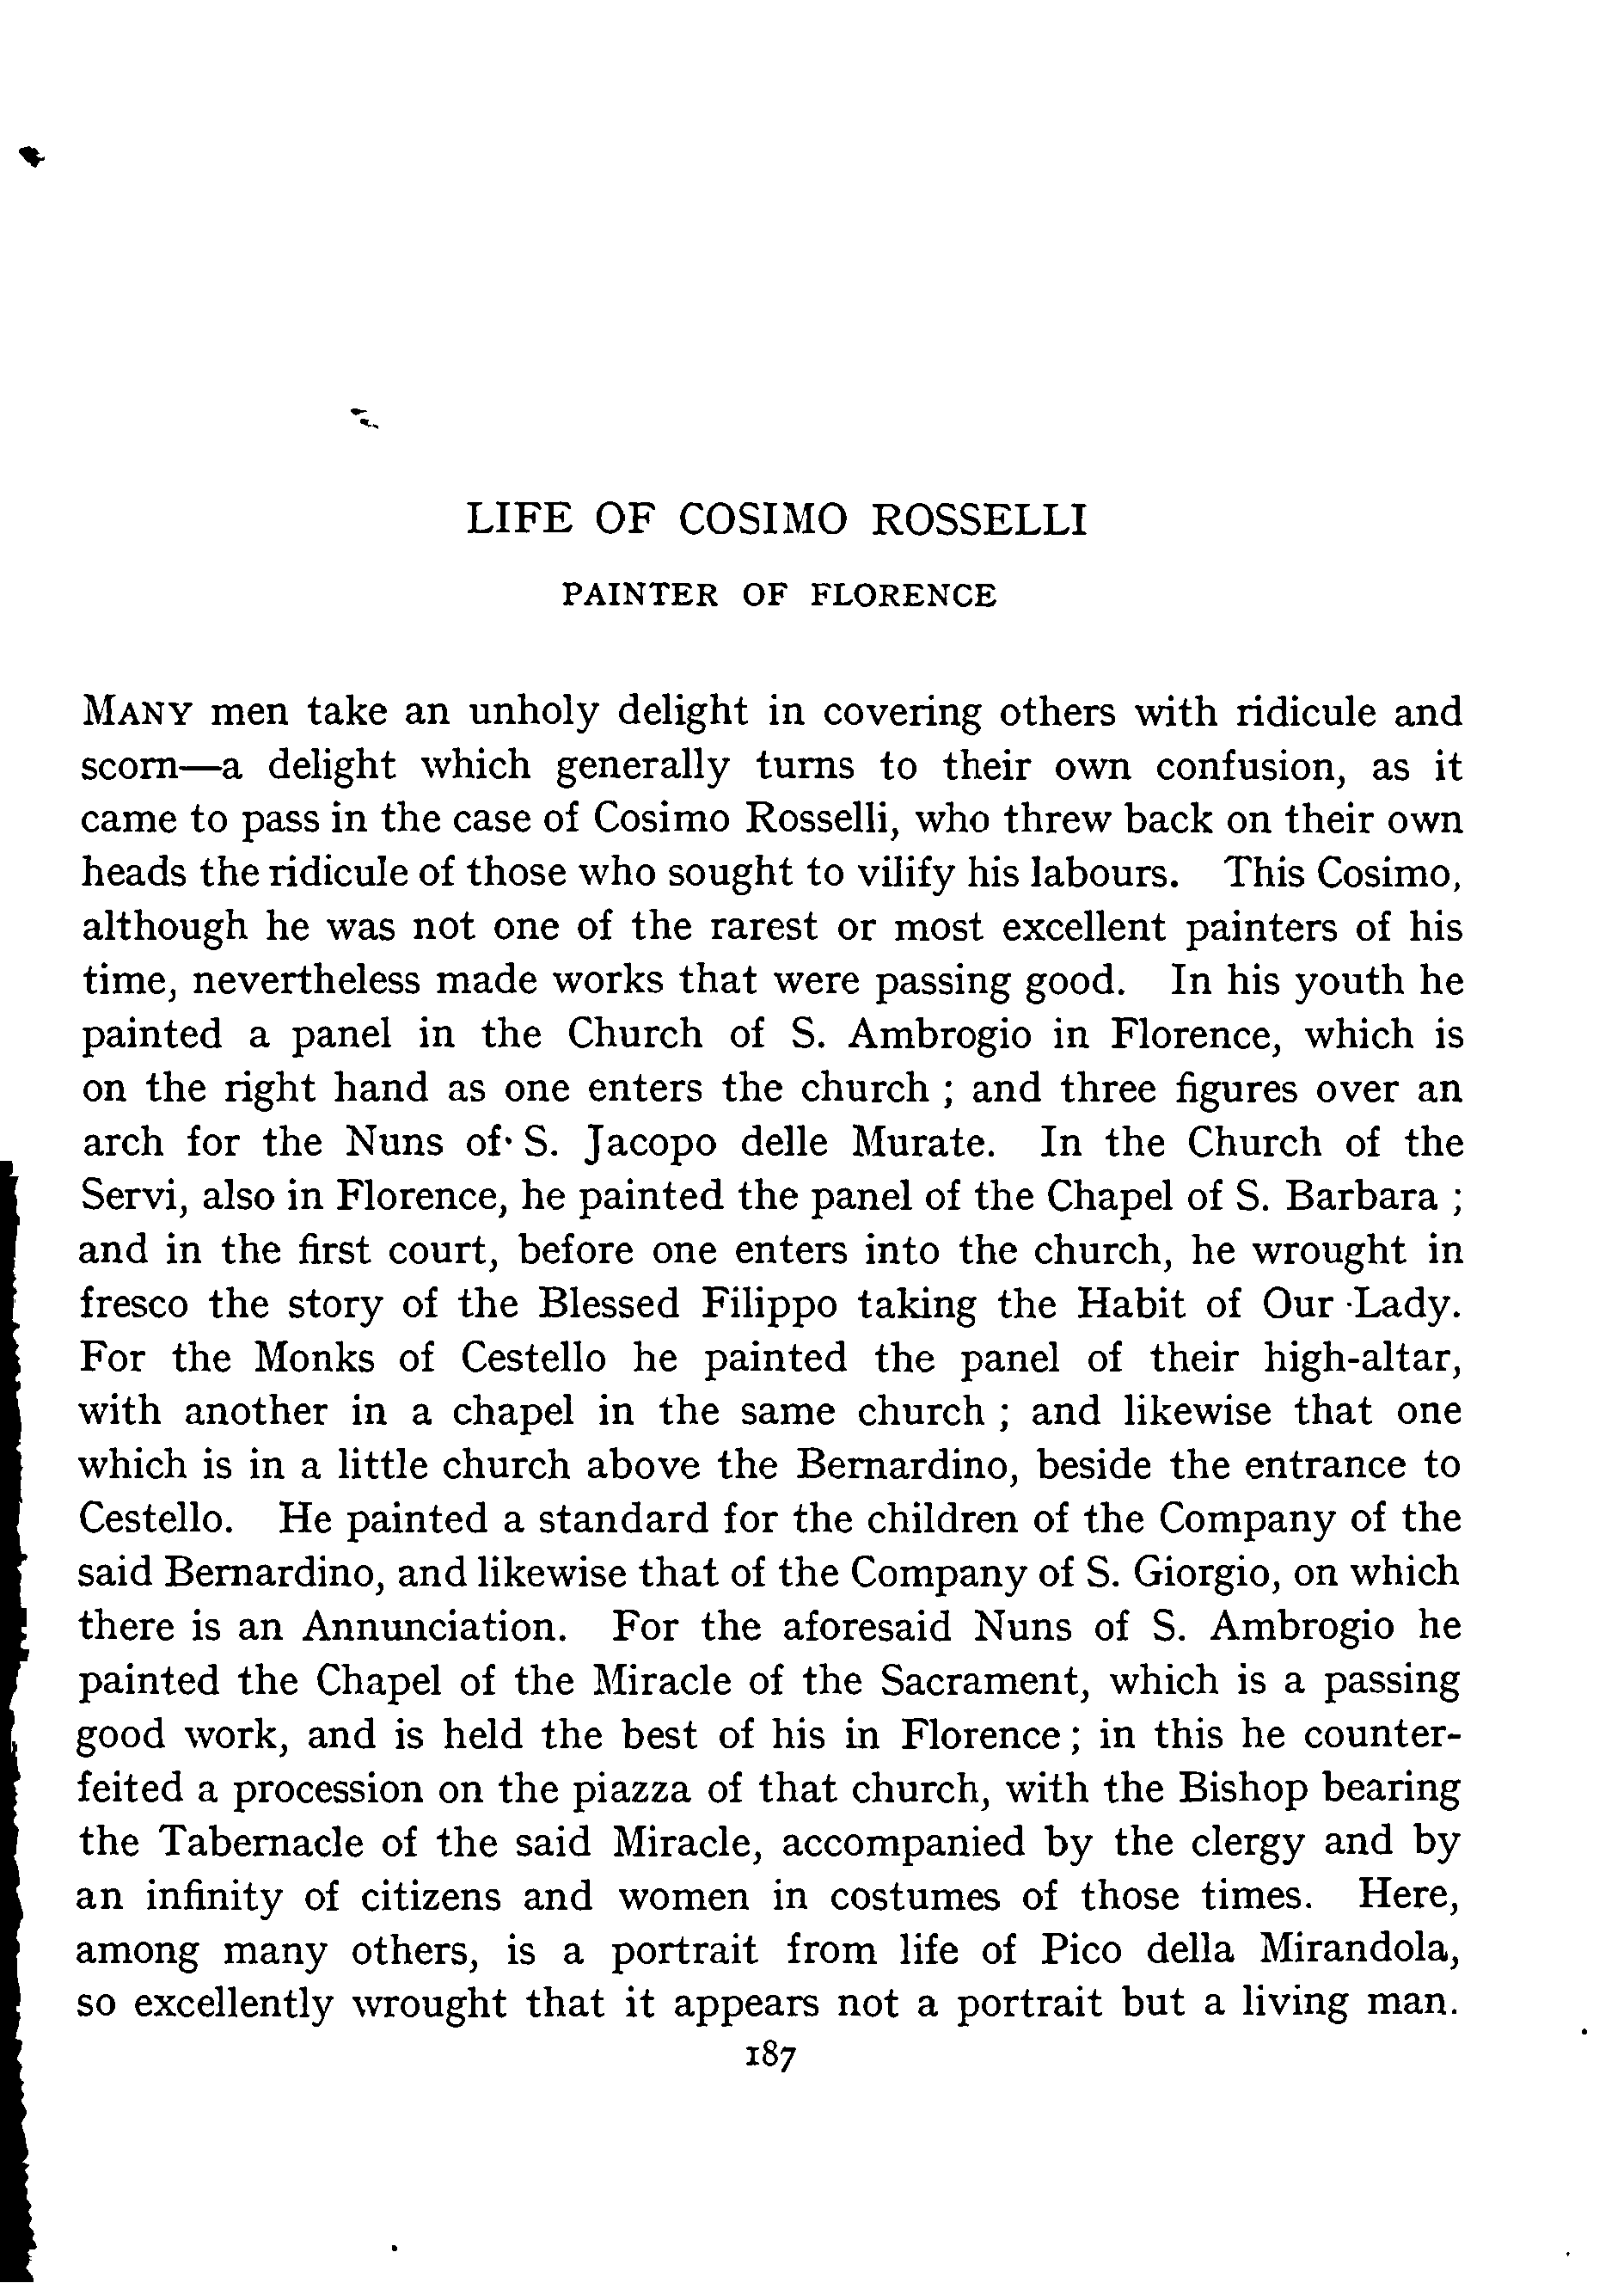 LIFE OF COSIMO ROSSELLI
PAINTER OF FLORENCE
MANY men take an unholy delight in covering others with ridicule and
scorn—a delight which generally turns to their own confusion, as it
came to pass in the case of Cosimo Rosselli, who threw back on their own
heads the ridicule of those who sought to vilify his labours. This Cosimo,
although he was not one of the rarest or most excellent painters of his
time, nevertheless made works that were passing good. In his youth he
painted a panel in the Church of S. Ambrogio in Florence, which is
on the right hand as one enters the church ; and three figures over an
arch for the Nuns of S. Jacopo delle Murate. In the Church of the
Servi, also in Florence, he painted the panel of the Chapel of S. Barbara ;
and in the first court, before one enters into the church, he wrought in
fresco the story of the Blessed Filippo taking the Habit of Our Lady.
For the Monks of Cestello he painted the panel of their high-altar,
with another in a chapel in the same church ; and likewise that one
which is in a little church above the Bernardino, beside the entrance to
Cestello. He painted a standard for the children of the Company of the
said Bernardino, and likewise that of the Company of S. Giorgio, on which
there is an Annunciation. For the aforesaid Nuns of S. Ambrogio he
painted the Chapel of the Miracle of the Sacrament, which is a passing
good work, and is held the best of his in Florence ; in this he counter-
feited a procession on the piazza of that church, with the Bishop bearing
the Tabernacle of the said Miracle, accompanied by the clergy and by
an infinity of citizens and women in costumes of those times. Here,
among many others, is a portrait from life of Pico della Mirandola,
so excellently wrought that it appears not a portrait but a living man.
187